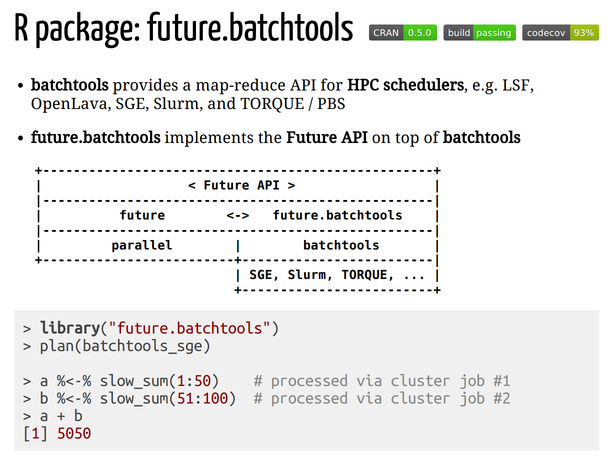 R package: future.batchtools CRAN 0.5.0 build passing codecov 93%
• batchtools provides a map-reduce API for HPC schedulers, e.g. LSF,
OpenLava, SGE, Slurm, and TORQUE / PBS
• future.batchtools implements the Future API on top of batchtools
+---------------------------------------------------+
| < Future API > |
|---------------------------------------------------|
| future <-> future.batchtools |
|---------------------------------------------------|
| parallel | batchtools |
+-------------------------+-------------------------|
| SGE, Slurm, TORQUE, ... |
+-------------------------+
> library("future.batchtools")
> plan(batchtools_sge)
> a %<-% slow_sum(1:50) # processed via cluster job #1
> b %<-% slow_sum(51:100) # processed via cluster job #2
> a + b
[1] 5050